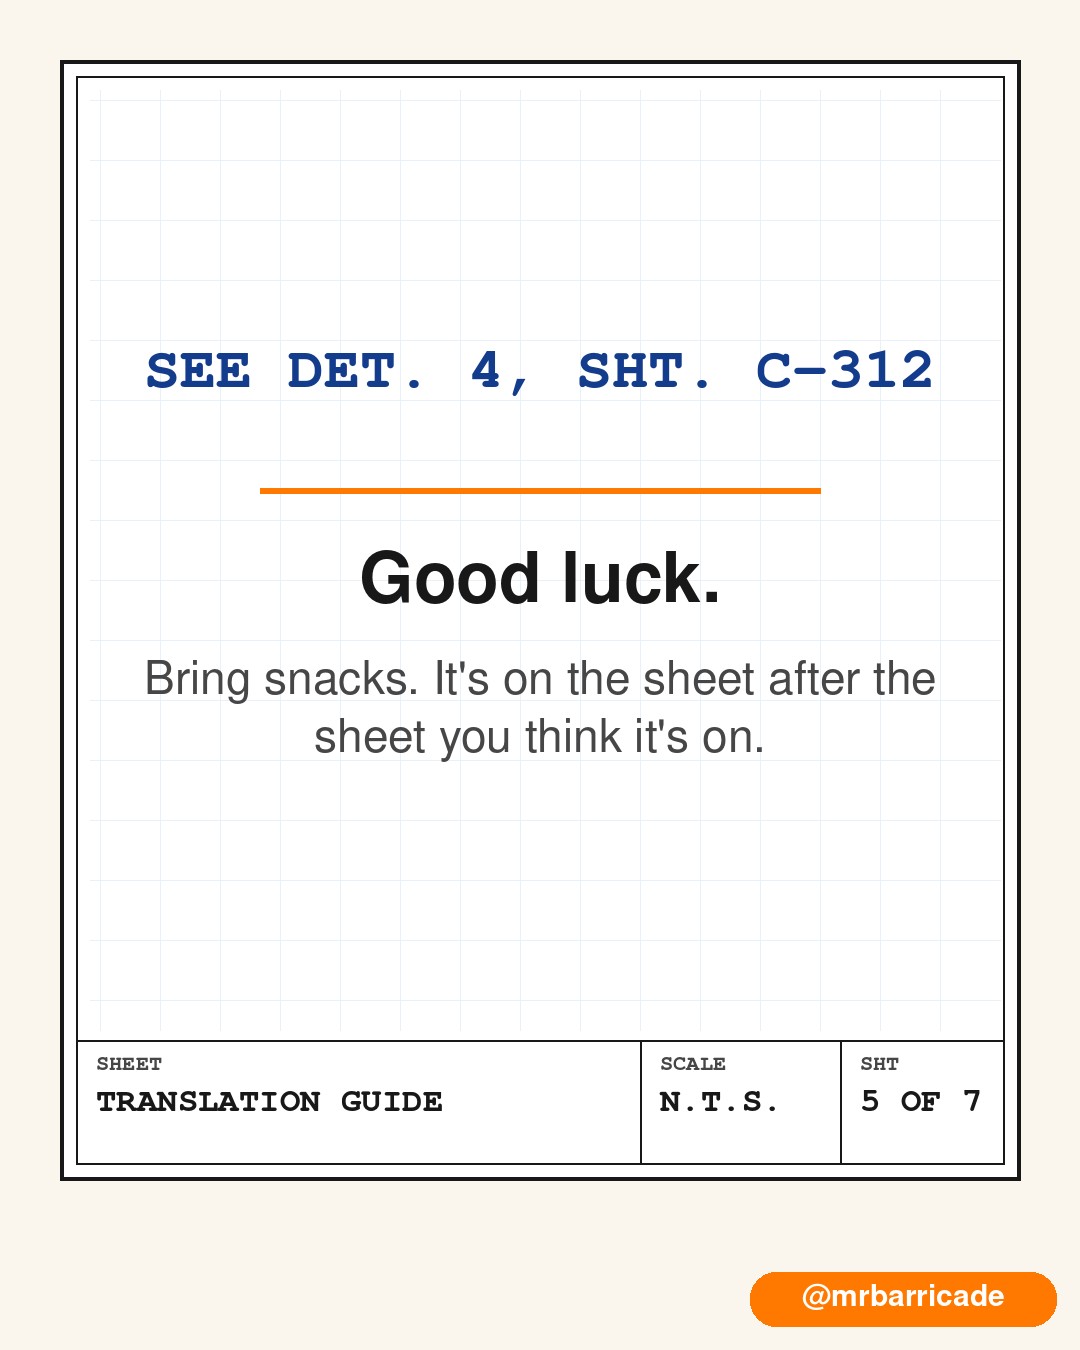 SEE DET. 4, SHT. C–312
Good luck.
Bring snacks. It's on the sheet after the
sheet you think it's on.
SHEET
TRANSLATION GUIDE
SCALE
N.T.S.
SHT
5 OF 7
@mrbarricade